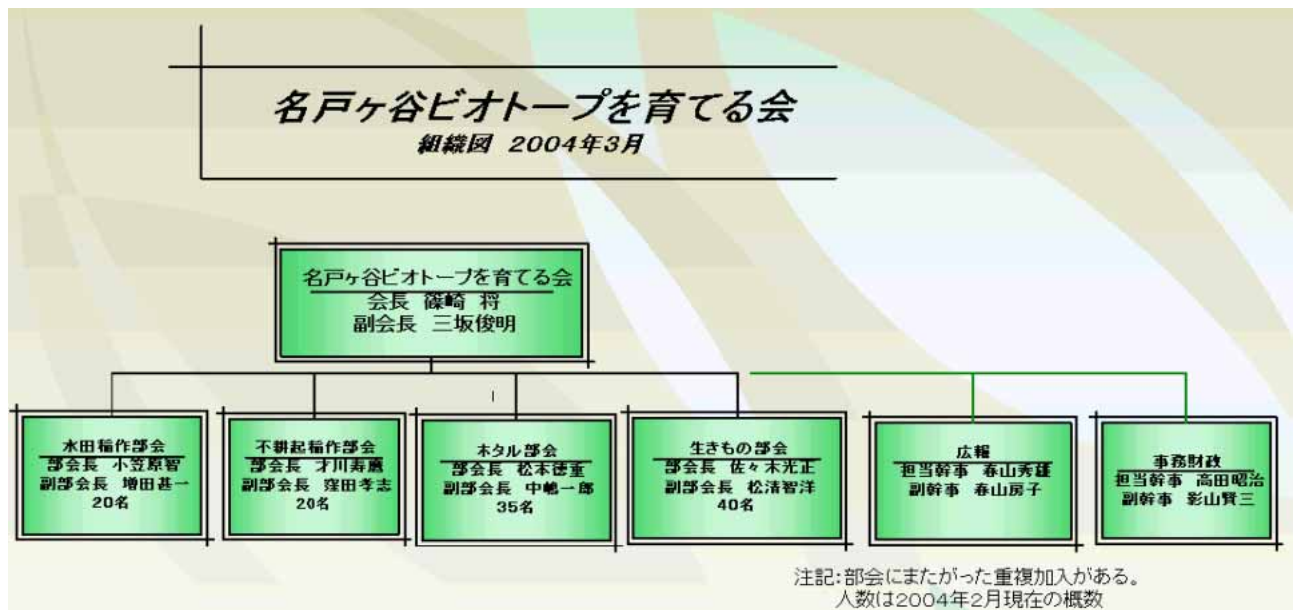 名戸ヶ谷ビオトープを育てる会
組織図 2004年3月
名戸ヶ谷ビオトープを育てる会
会長 篠崎 将
副会長 三坂俊明
水田稲作部会
部会長 小笠原智
副部会長 増田甚一
20名
不耕起稲作部会
部会長 才川寿麿
副部会長 窪田孝志
20名
ホタル部会
部会長 松本徳重
副部会長 中嶋一郎
35名
生きもの部会
部会長 佐々木光正
副部会長 松清智洋
40名
広報
担当幹事 春山秀雄
副幹事 春山房子
事務財政
担当幹事 高田昭治
副幹事 影山賢三
注記:部会にまたがった重複加入がある。
人数は2004年2月現在の概数